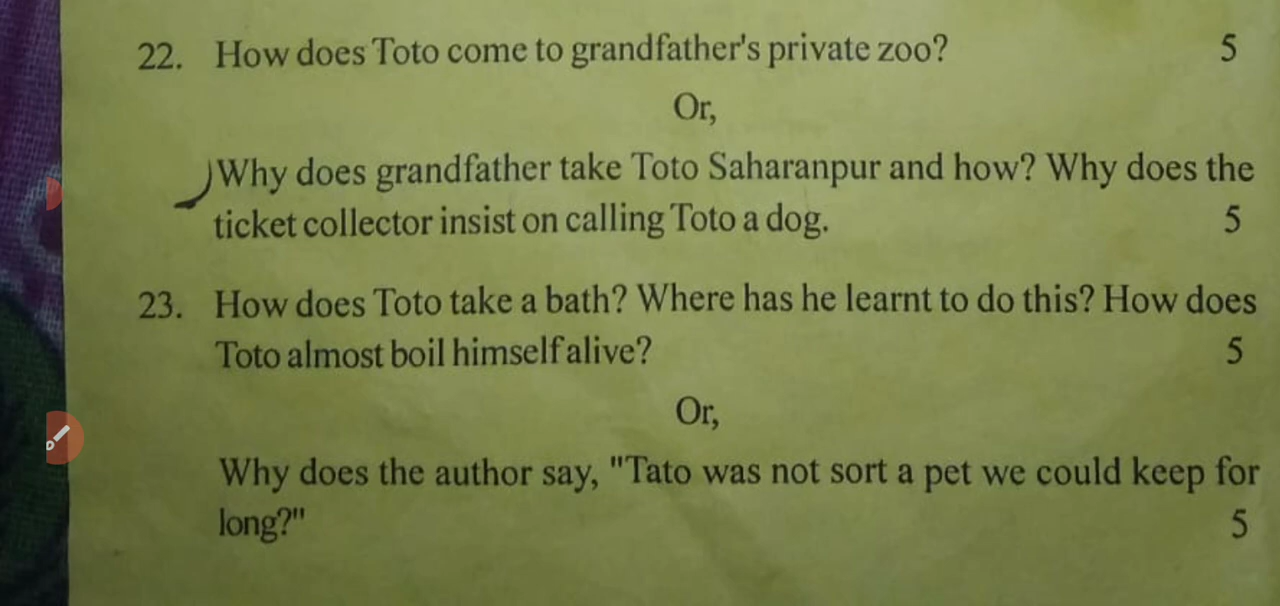 22. How does Toto come to grandfather's private zoo? 5
Or,
Why does grandfather take Toto Saharanpur and how? Why does the
ticket collector insist on calling Toto a dog. 5
23. How does Toto take a bath? Where has he learnt to do this? How does
Toto almost boil himself alive? 5
Or,
Why does the author say, "Tato was not sort a pet we could keep for
long?" 5